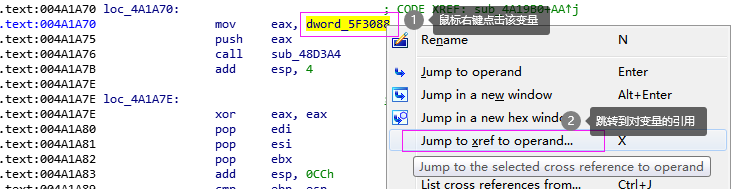 .text:004A1A70 loc_4A1A70: ; CODE XREF: sub_4A19B0+AA↑j
.text:004A1A70 mov eax, dword_5F3088
1 鼠标右键点击该变量
.text:004A1A75 push eax
Rename N
.text:004A1A76 call sub_48D3A4
.text:004A1A7B add esp, 4
Jump to operand Enter
.text:004A1A7E
.text:004A1A7E loc_4A1A7E: ;
Jump in a new window Alt+Enter
.text:004A1A7E xor eax, eax
Jump in a new hex
2 跳转到对变量的引用
.text:004A1A80 pop edi
.text:004A1A81 pop esi
Jump to xref to operand... X
.text:004A1A82 pop ebx
Jump to the selected cross reference to operand
.text:004A1A83 add esp, 0CCh
List cross references from... Ctrl+J
.text:004A1A89 cmp ebp, esp